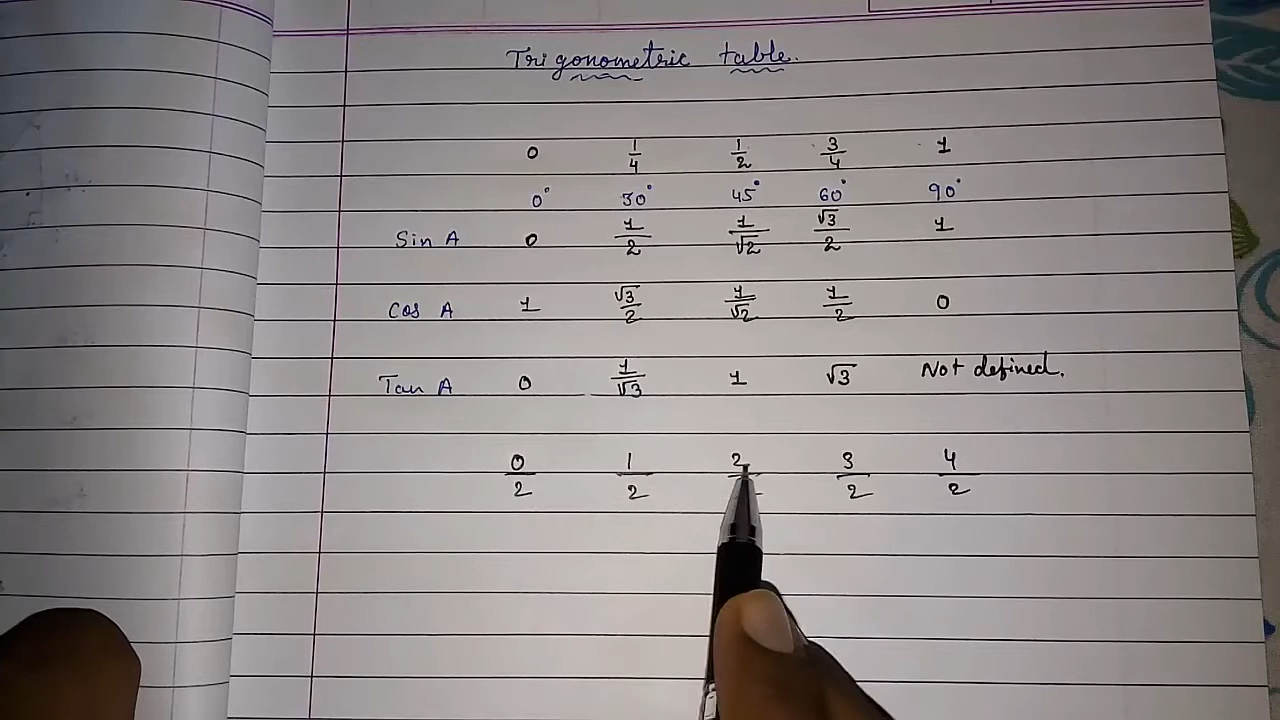 Trigonometric table.
0 1/4 1/2 3/4 1
0° 30° 45° 60° 90°
Sin A 0 1/2 1/√2 √3/2 1
Cos A 1 √3/2 1/√2 1/2 0
Tan A 0 1/√3 1 √3 Not defined.
0/2 1/2 2 3/2 4/2